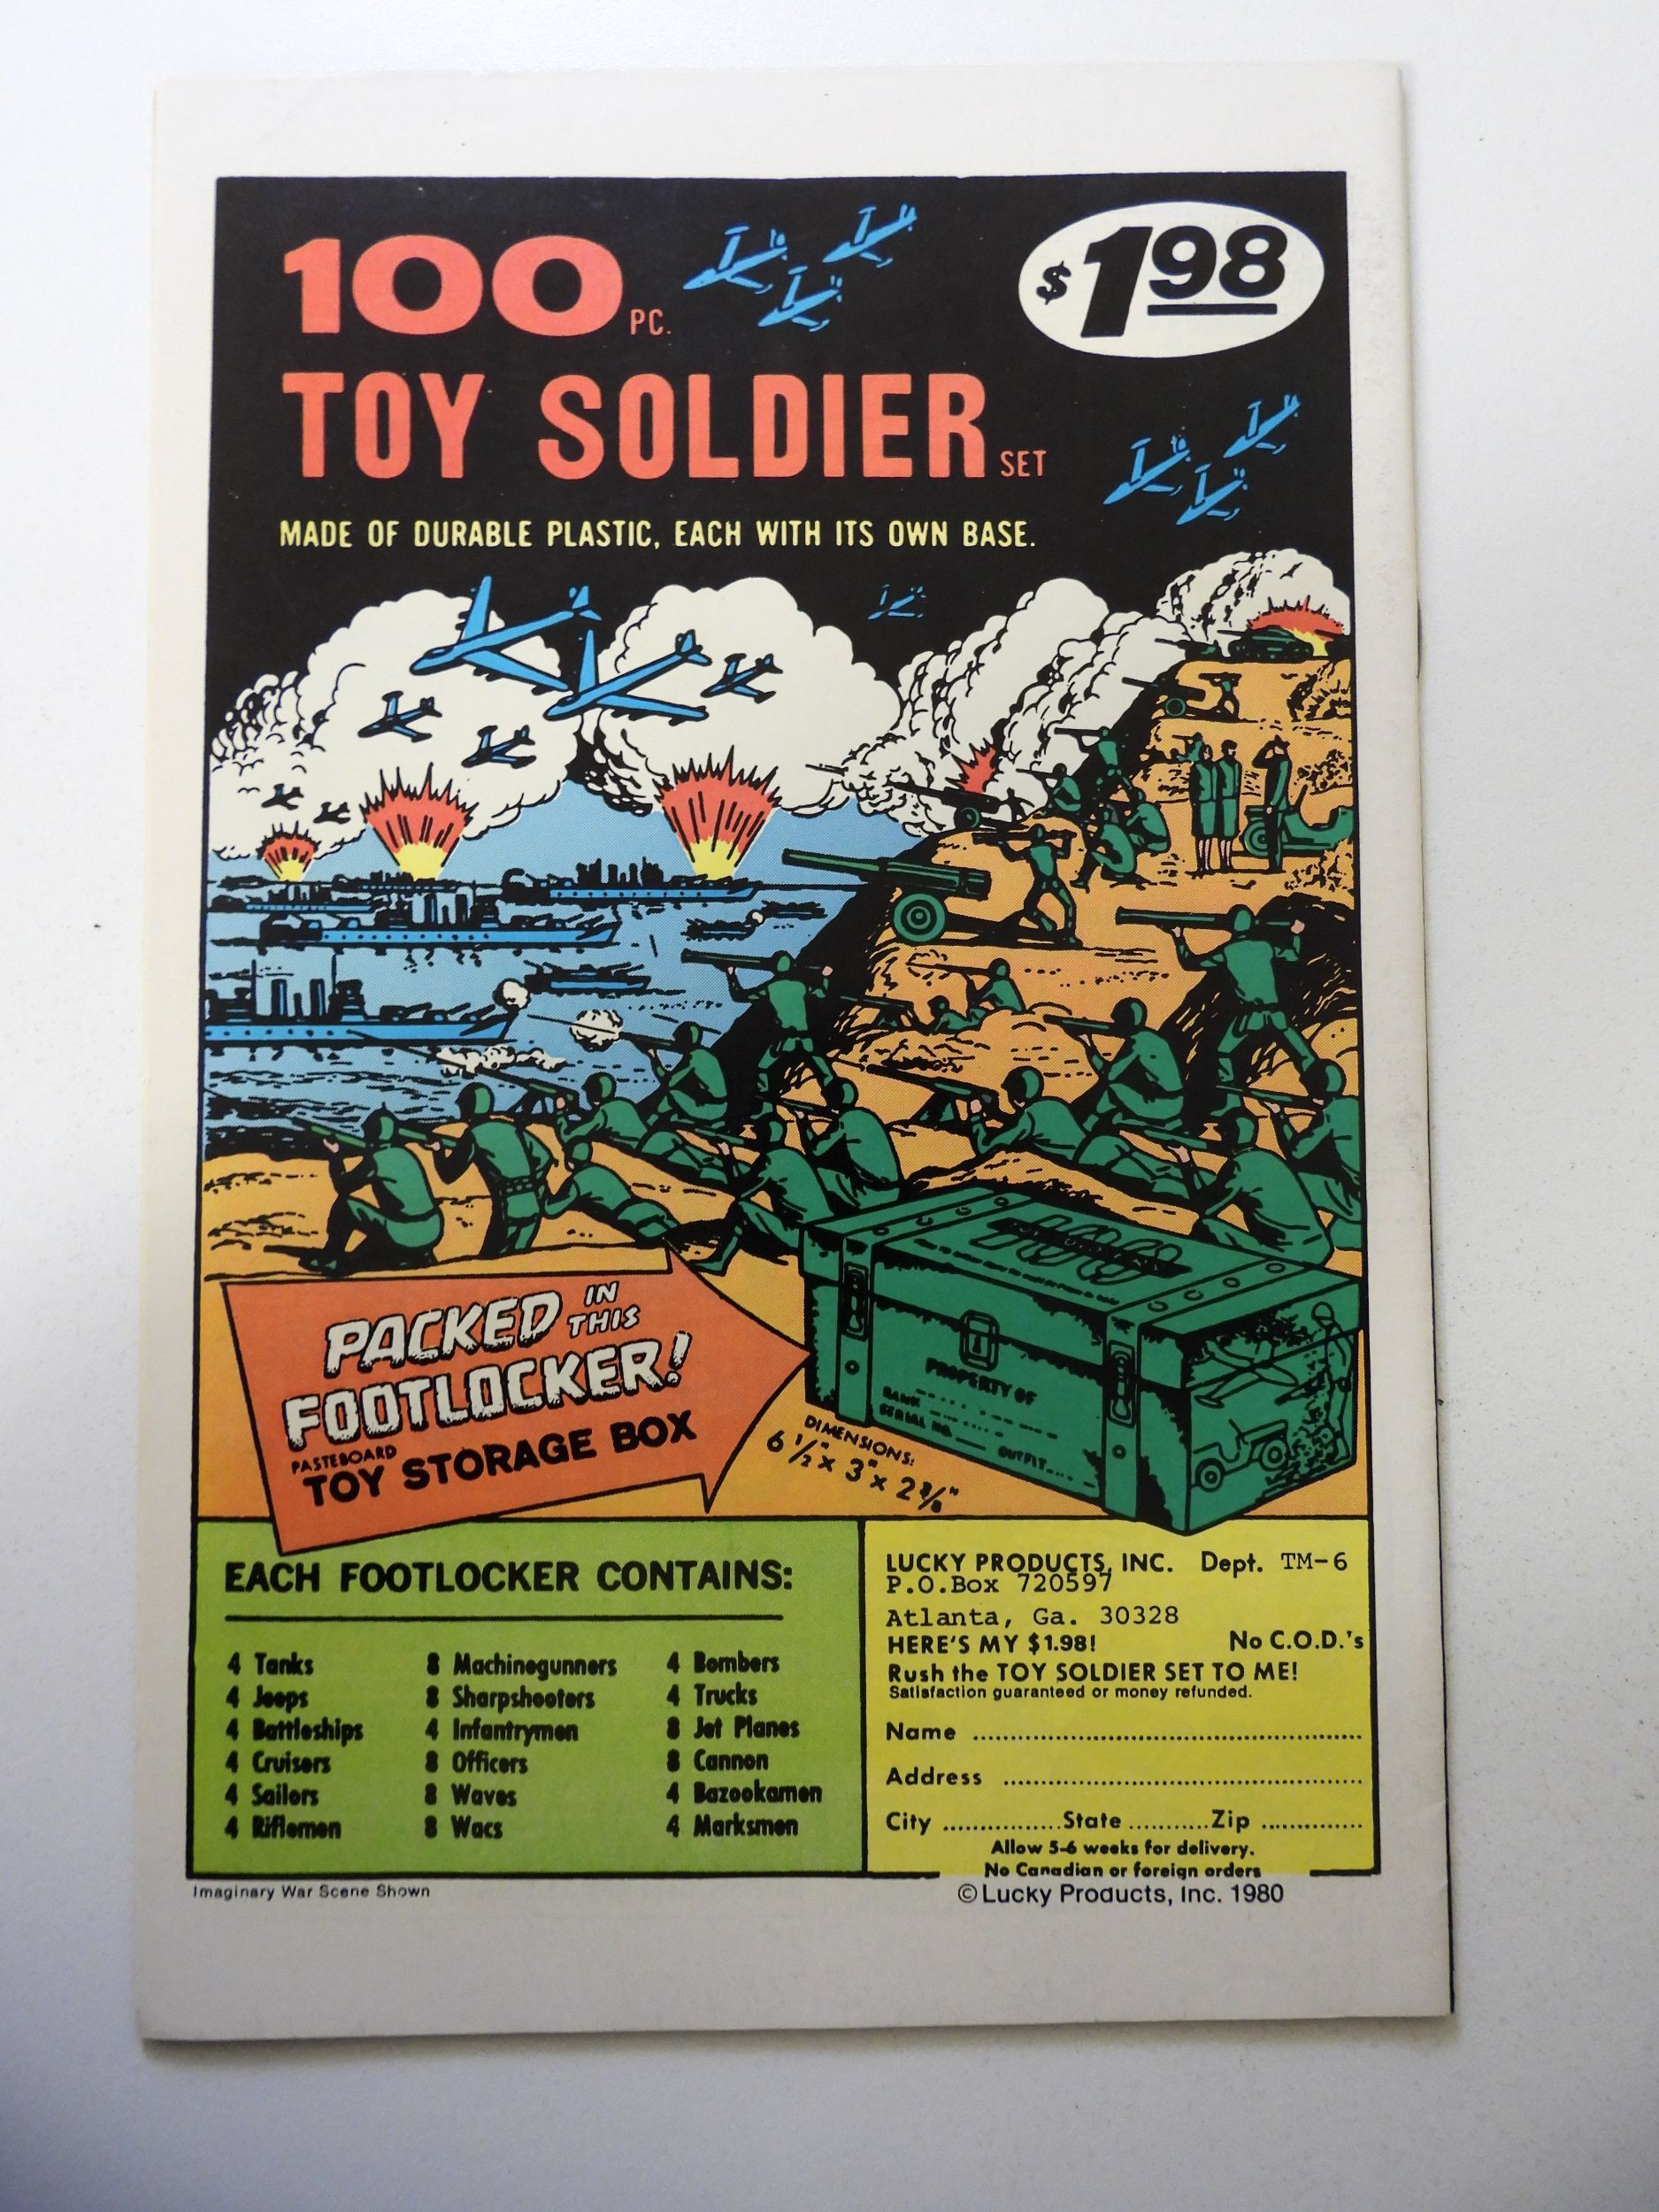 100 PC.
$1.98
TOY SOLDIER SET
MADE OF DURABLE PLASTIC, EACH WITH ITS OWN BASE.
PACKED IN THIS
FOOTLOCKER!
PASTEBOARD
TOY STORAGE BOX
PROPERTY OF
RANK
SERIAL NO.
OUTFIT
DIMENSIONS:
6 1/2" x 3" x 2 3/8"
EACH FOOTLOCKER CONTAINS:
4 Tanks
4 Jeeps
4 Battleships
4 Cruisers
4 Sailors
4 Riflemen
8 Machinegunners
8 Sharpshooters
4 Infantrymen
8 Officers
8 Waves
8 Wacs
4 Bombers
4 Trucks
8 Jet Planes
8 Cannon
4 Bazookamen
4 Marksmen
LUCKY PRODUCTS, INC. Dept. TM-6
P.O.Box 720597
Atlanta, Ga. 30328
HERE'S MY $1.98! No C.O.D.'s
Rush the TOY SOLDIER SET TO ME!
Satisfaction guaranteed or money refunded.
Name
Address
City State Zip
Allow 5-6 weeks for delivery.
No Canadian or foreign orders
Imaginary War Scene Shown
© Lucky Products, Inc. 1980